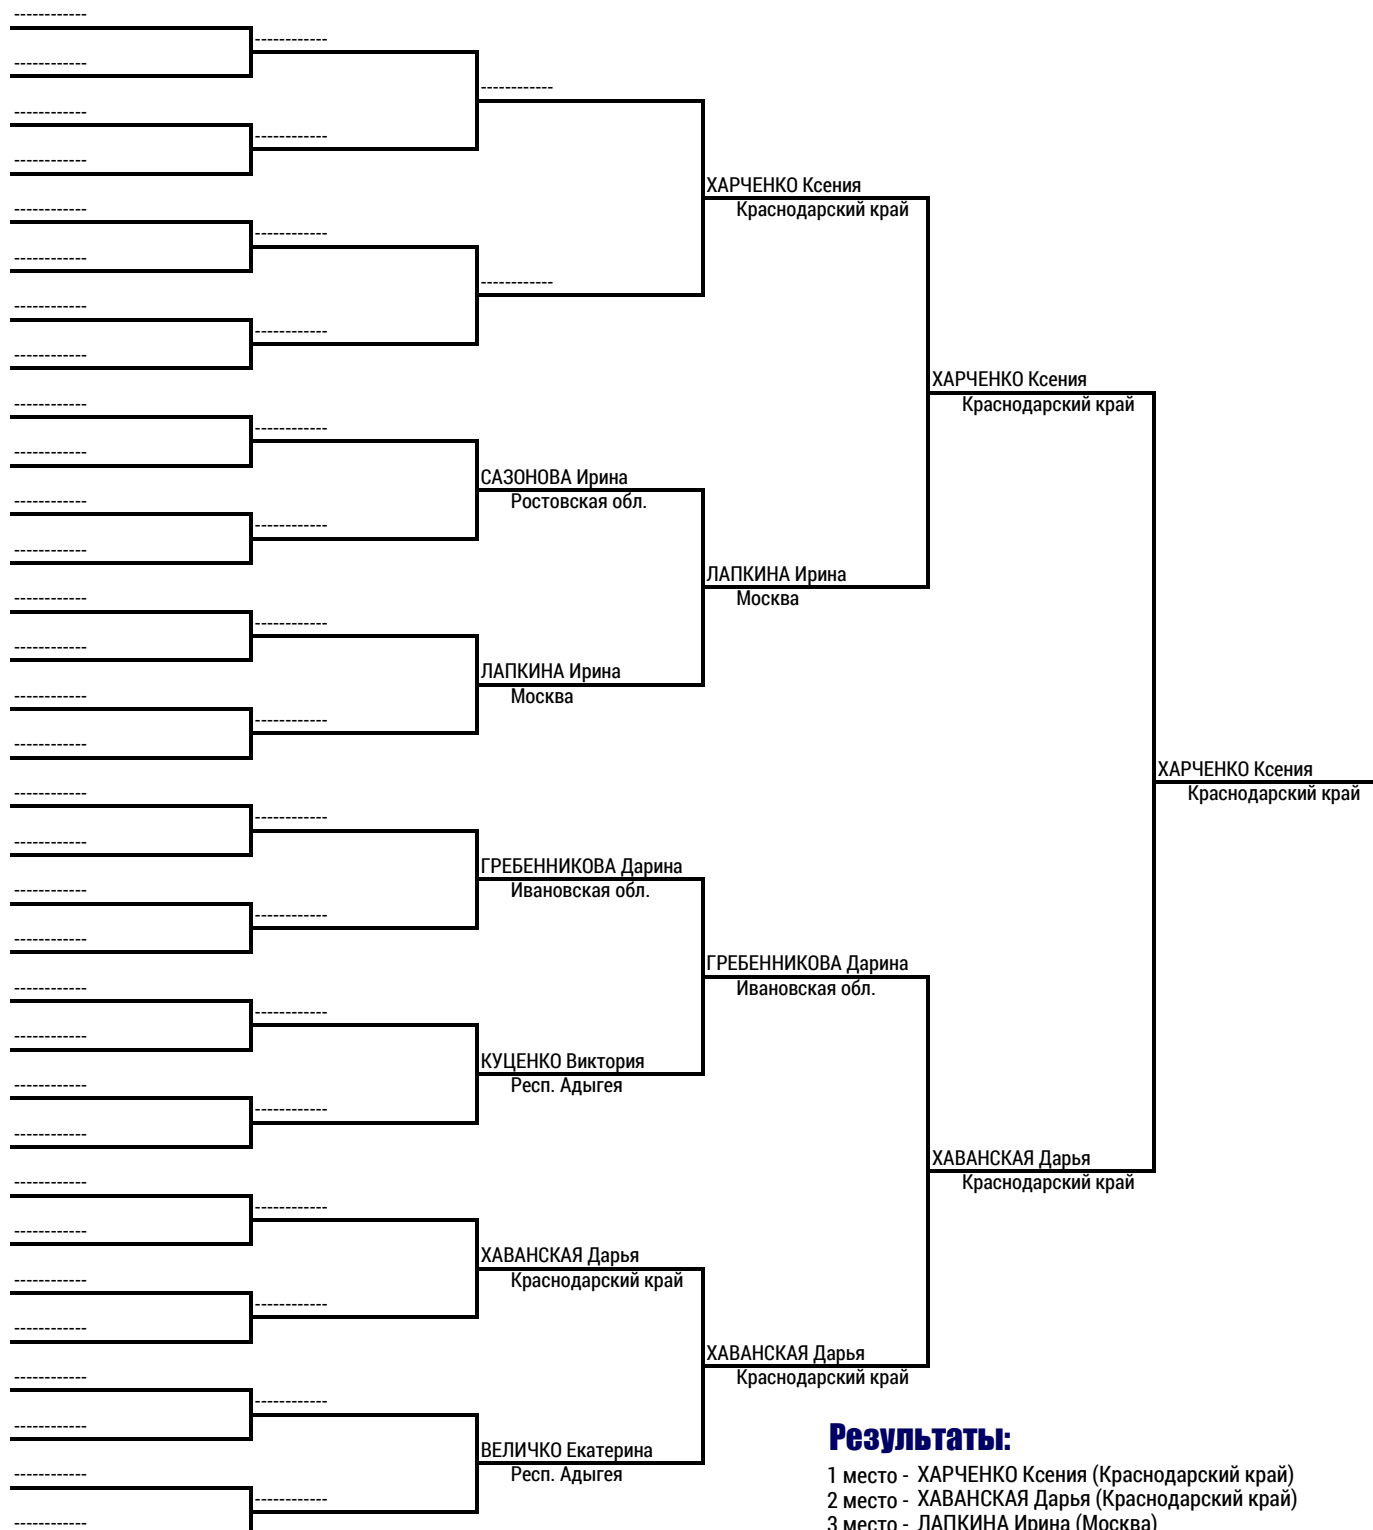 ------------
------------
------------
------------
------------
------------
------------
------------
------------
------------
------------
------------
------------
------------
ХАРЧЕНКО Ксения
Краснодарский край
------------
------------
------------
------------
------------
------------
------------
САЗОНОВА Ирина
Ростовская обл.
------------
------------
------------
------------
------------
------------
ЛАПКИНА Ирина
Москва
------------
------------
------------
ЛАПКИНА Ирина
Москва
ХАРЧЕНКО Ксения
Краснодарский край
------------
------------
------------
ГРЕБЕННИКОВА Дарина
Ивановская обл.
------------
------------
------------
------------
------------
------------
КУЦЕНКО Виктория
Респ. Адыгея
------------
------------
------------
ГРЕБЕННИКОВА Дарина
Ивановская обл.
------------
------------
------------
ХАВАНСКАЯ Дарья
Краснодарский край
------------
------------
------------
------------
------------
------------
ВЕЛИЧКО Екатерина
Респ. Адыгея
------------
------------
------------
ХАВАНСКАЯ Дарья
Краснодарский край
ХАВАНСКАЯ Дарья
Краснодарский край
ХАРЧЕНКО Ксения
Краснодарский край
Результаты:
1 место - ХАРЧЕНКО Ксения (Краснодарский край)
2 место - ХАВАНСКАЯ Дарья (Краснодарский край)
3 место - ЛАПКИНА Ирина (Москва)